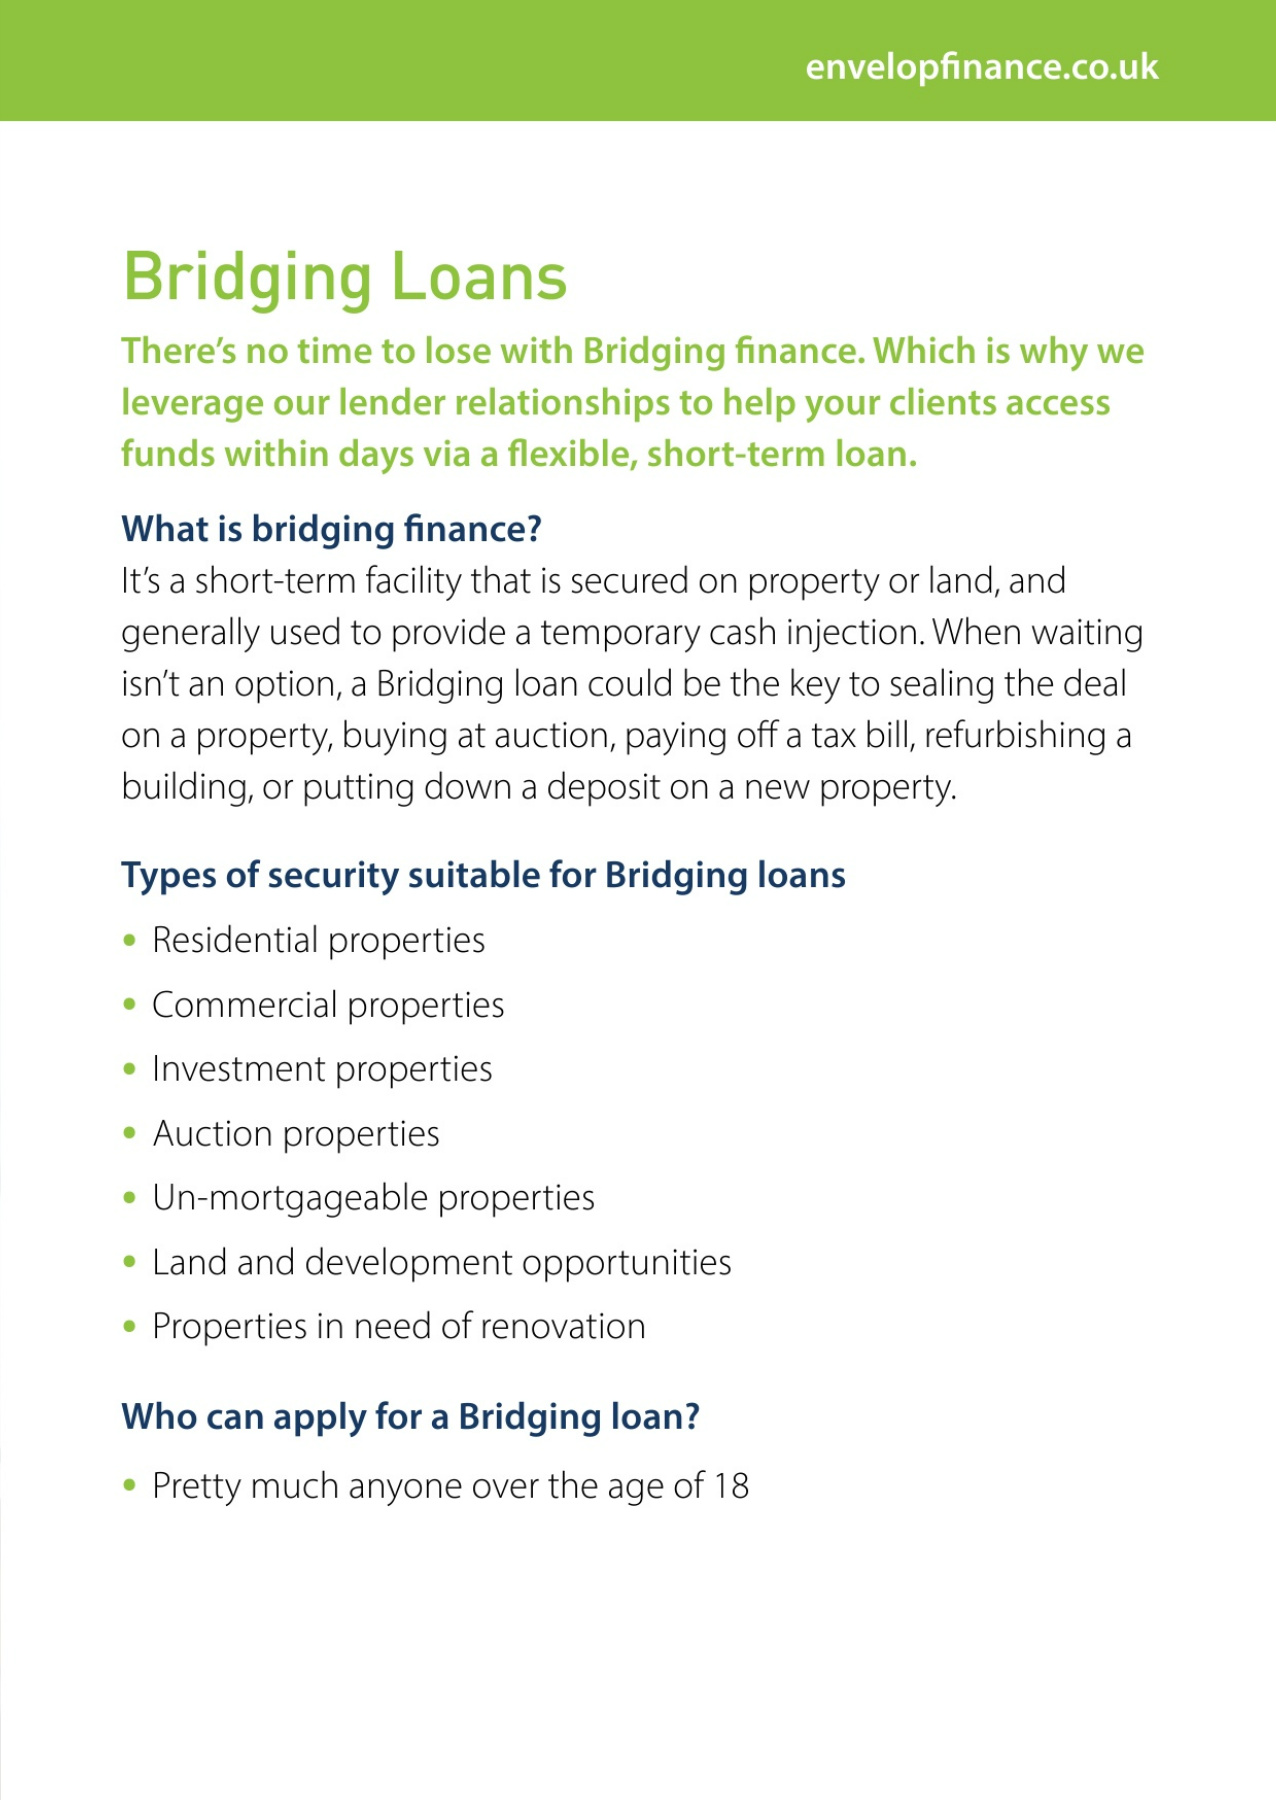 envelopfinance.co.uk
Bridging Loans
There’s no time to lose with Bridging finance. Which is why we
leverage our lender relationships to help your clients access
funds within days via a flexible, short-term loan.
What is bridging finance?
It’s a short-term facility that is secured on property or land, and
generally used to provide a temporary cash injection. When waiting
isn’t an option, a Bridging loan could be the key to sealing the deal
on a property, buying at auction, paying off a tax bill, refurbishing a
building, or putting down a deposit on a new property.
Types of security suitable for Bridging loans
• Residential properties
• Commercial properties
• Investment properties
• Auction properties
• Un-mortgageable properties
• Land and development opportunities
• Properties in need of renovation
Who can apply for a Bridging loan?
• Pretty much anyone over the age of 18